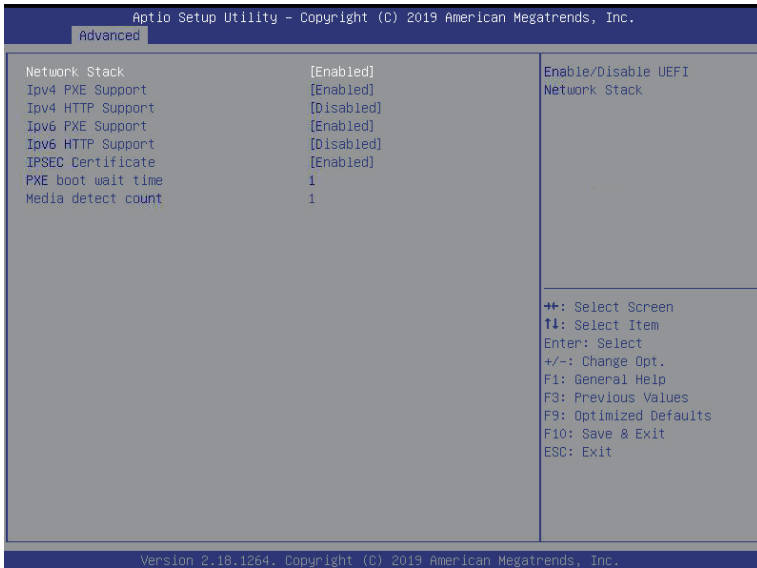 Aptio Setup Utility – Copyright (C) 2019 American Megatrends, Inc.
Advanced
Network Stack [Enabled]
Ipv4 PXE Support [Enabled]
Ipv4 HTTP Support [Disabled]
Ipv6 PXE Support [Enabled]
Ipv6 HTTP Support [Disabled]
IPSEC Certificate [Enabled]
PXE boot wait time 1
Media detect count 1
Enable/Disable UEFI
Network Stack
→←: Select Screen
↑↓: Select Item
Enter: Select
+/-: Change Opt.
F1: General Help
F3: Previous Values
F9: Optimized Defaults
F10: Save & Exit
ESC: Exit
Version 2.18.1264. Copyright (C) 2019 American Megatrends, Inc.